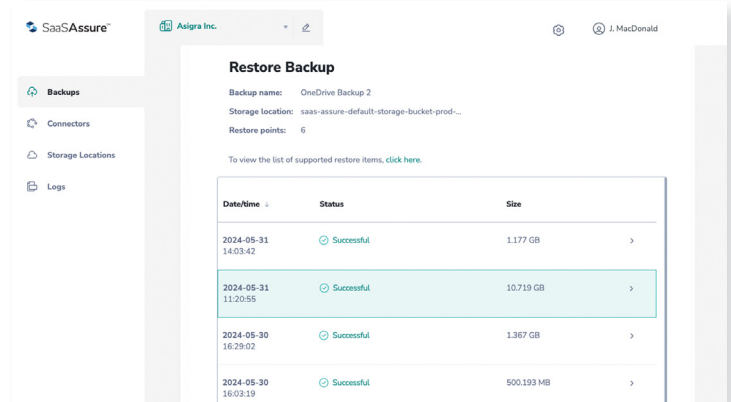 SaaSAssure™
Asigra Inc.
J. MacDonald
Backups
Connectors
Storage Locations
Logs
Restore Backup
Backup name: OneDrive Backup 2
Storage location: saas-assure-default-storage-bucket-prod-...
Restore points: 6
To view the list of supported restore items, click here.
Date/time ↓ Status Size
2024-05-31 Successful 1.177 GB
14:03:42
2024-05-31 Successful 10.719 GB
11:20:55
2024-05-30 Successful 1.367 GB
16:29:02
2024-05-30 Successful 500.193 MB
16:03:19